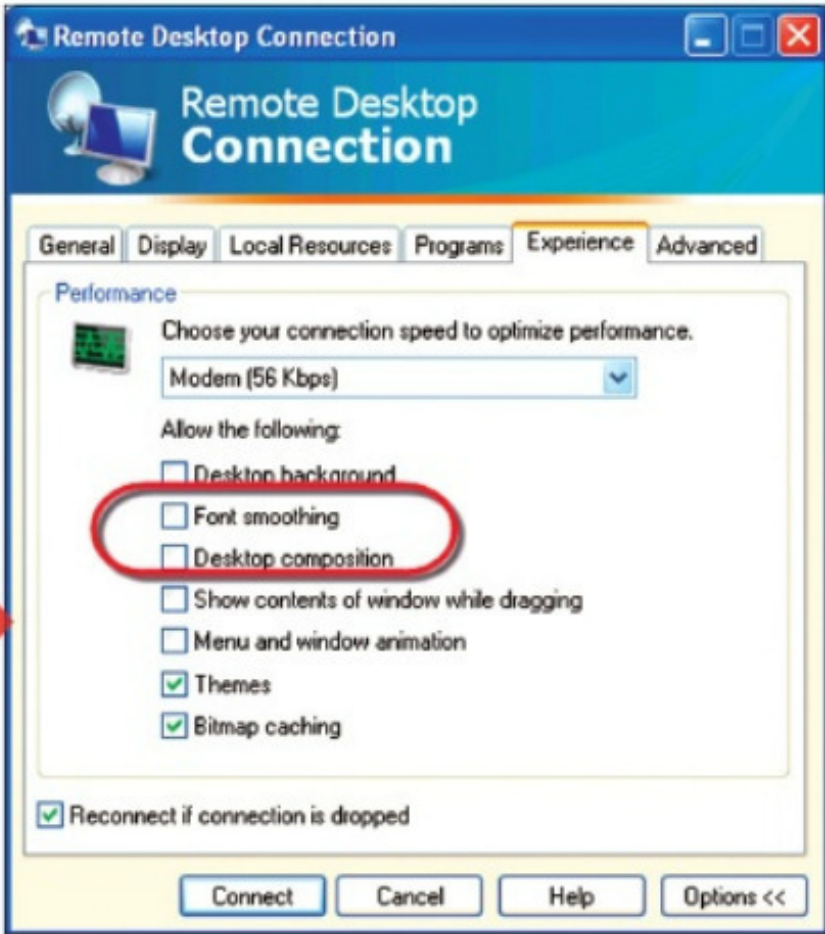 Remote Desktop Connection
Remote Desktop
Connection
General Display Local Resources Programs Experience Advanced
Performance
Choose your connection speed to optimize performance.
Modem (56 Kbps)
Allow the following:
Desktop background
Font smoothing
Desktop composition
Show contents of window while dragging
Menu and window animation
Themes
Bitmap caching
Reconnect if connection is dropped
Connect Cancel Help Options <<